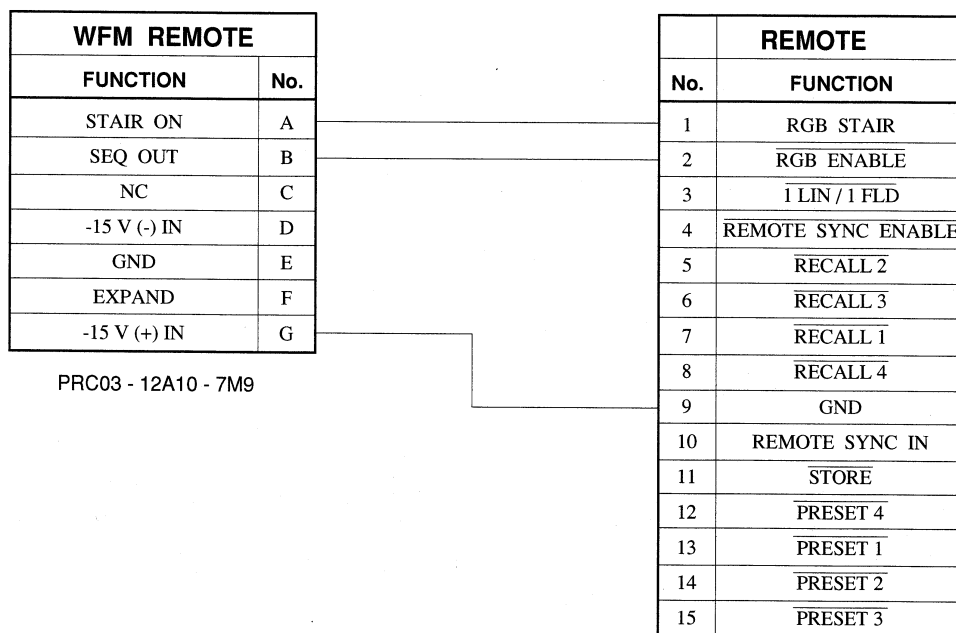 WFM REMOTE
FUNCTION No.
STAIR ON A
SEQ OUT B
NC C
-15 V (-) IN D
GND E
EXPAND F
-15 V (+) IN G
PRC03 - 12A10 - 7M9
REMOTE
No. FUNCTION
1 RGB STAIR
2 RGB ENABLE
3 1 LIN / 1 FLD
4 REMOTE SYNC ENABLE
5 RECALL 2
6 RECALL 3
7 RECALL 1
8 RECALL 4
9 GND
10 REMOTE SYNC IN
11 STORE
12 PRESET 4
13 PRESET 1
14 PRESET 2
15 PRESET 3